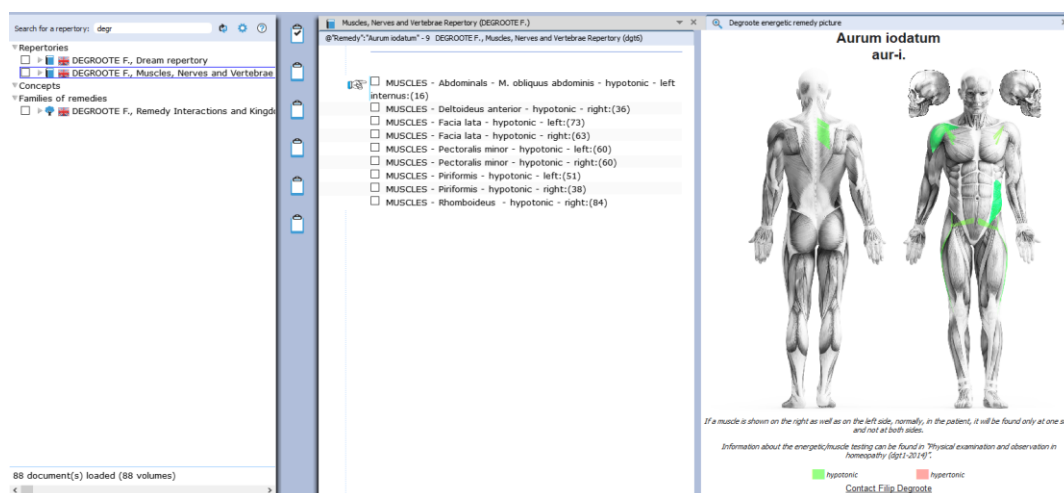 Search for a repertory:
degr
Repertories
DEGROOTE F., Dream repertory
DEGROOTE F., Muscles, Nerves and Vertebrae
Concepts
Families of remedies
DEGROOTE F., Remedy Interactions and Kingd
88 document(s) loaded (88 volumes)
Muscles, Nerves and Vertebrae Repertory (DEGROOTE F.)
@"Remedy":"Aurum iodatum" - 9 DEGROOTE F., Muscles, Nerves and Vertebrae Repertory (dgt6)
MUSCLES - Abdominals - M. obliquus abdominis - hypotonic - left
internus:(16)
MUSCLES - Deltoideus anterior - hypotonic - right:(36)
MUSCLES - Facia lata - hypotonic - left:(73)
MUSCLES - Facia lata - hypotonic - right:(63)
MUSCLES - Pectoralis minor - hypotonic - left:(60)
MUSCLES - Pectoralis minor - hypotonic - right:(60)
MUSCLES - Piriformis - hypotonic - left:(51)
MUSCLES - Piriformis - hypotonic - right:(38)
MUSCLES - Rhomboideus - hypotonic - right:(84)
Degroote energetic remedy picture
Aurum iodatum
aur-i.
If a muscle is shown on the right as well as on the left side, normally, in the patient, it will be found only at one s
and not at both sides.
Information about the energetic/muscle testing can be found in "Physical examination and observation in
homeopathy (dgt1-2014)".
hypotonic
hypertonic
Contact Filip Degroote